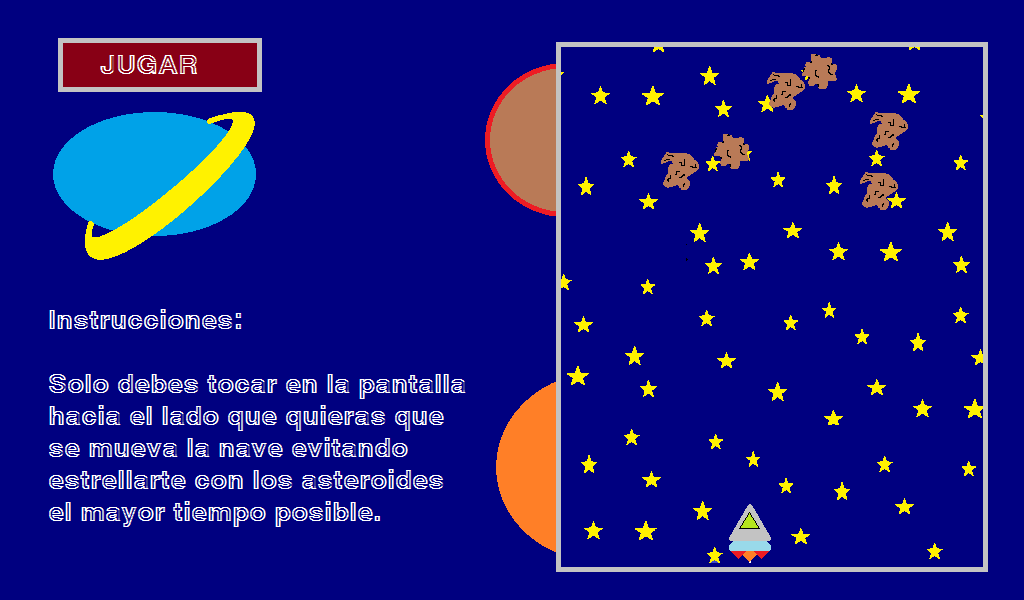 JUGAR
Instrucciones:
Solo debes tocar en la pantalla
hacia el lado que quieras que
se mueva la nave evitando
estrellarte con los asteroides
el mayor tiempo posible.